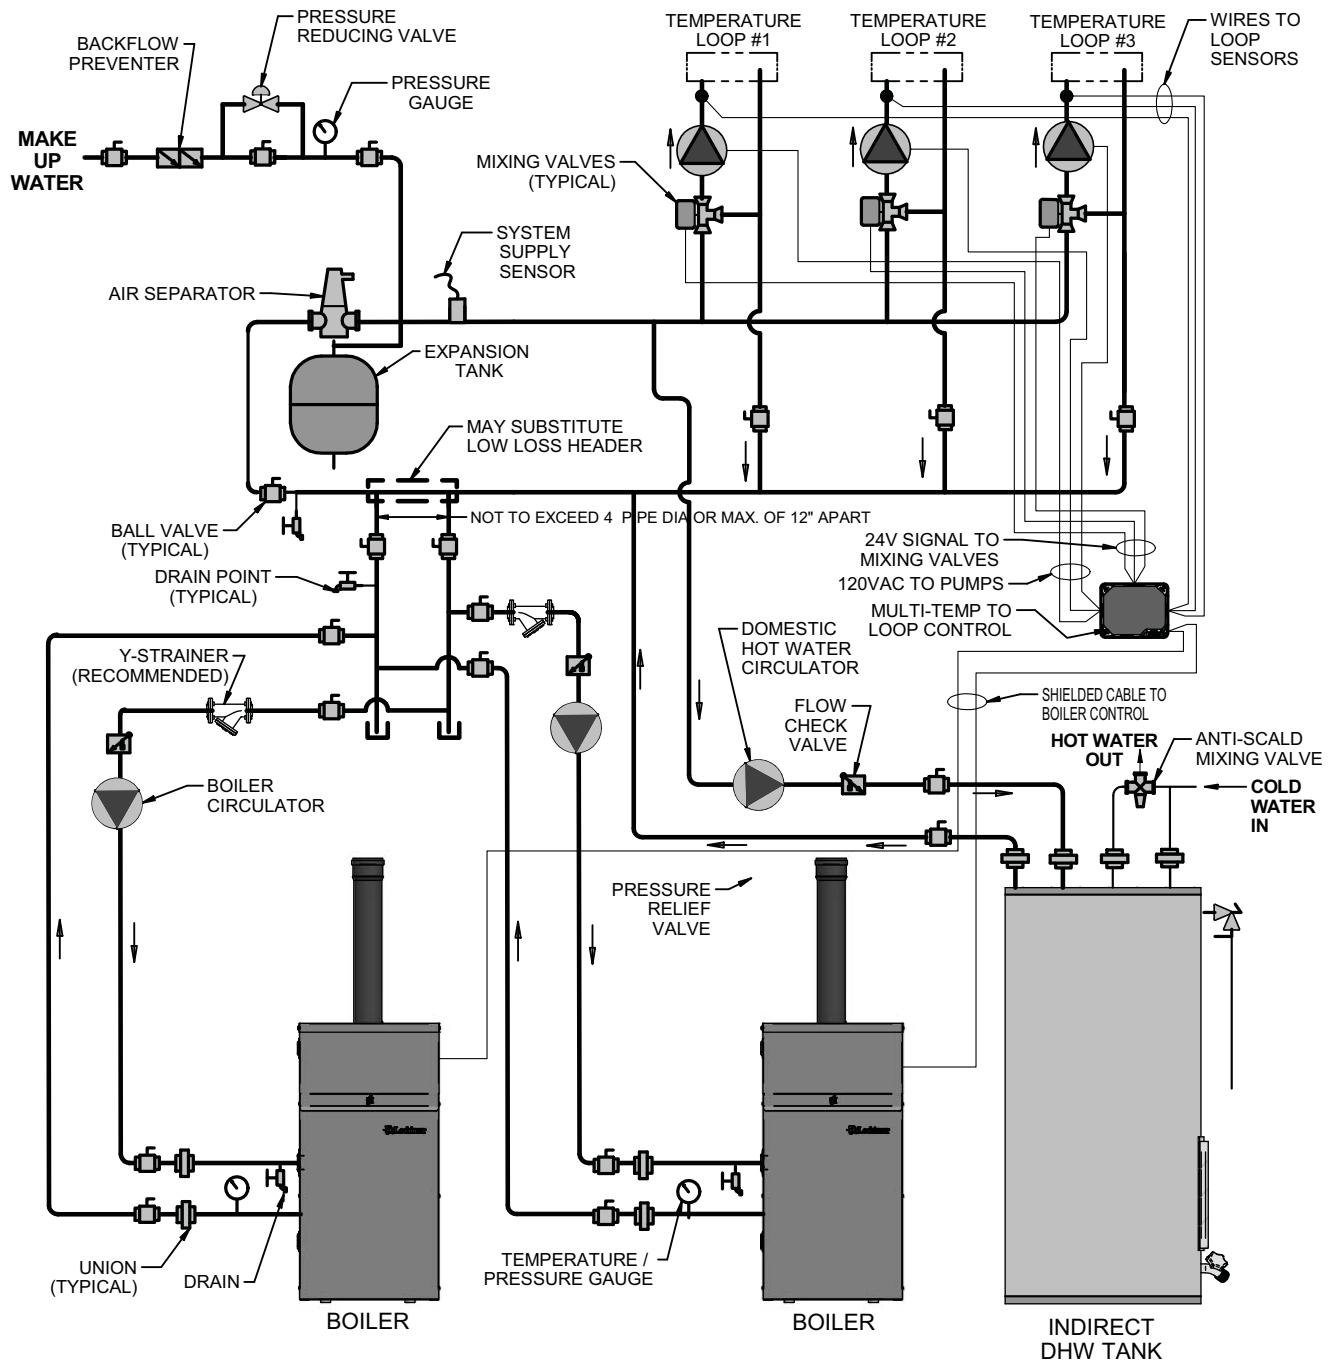 PRESSURE
REDUCING VALVE
BACKFLOW
PREVENTER
PRESSURE
GAUGE
MAKE
UP
WATER
TEMPERATURE
LOOP #1
TEMPERATURE
LOOP #2
TEMPERATURE
LOOP #3
WIRES TO
LOOP
SENSORS
MIXING VALVES
(TYPICAL)
SYSTEM
SUPPLY
SENSOR
AIR SEPARATOR
EXPANSION
TANK
MAY SUBSTITUTE
LOW LOSS HEADER
BALL VALVE
(TYPICAL)
NOT TO EXCEED 4 PIPE DIA OR MAX. OF 12" APART
DRAIN POINT
(TYPICAL)
24V SIGNAL TO
MIXING VALVES
120VAC TO PUMPS
MULTI-TEMP TO
LOOP CONTROL
Y-STRAINER
(RECOMMENDED)
DOMESTIC
HOT WATER
CIRCULATOR
FLOW
CHECK
VALVE
SHIELDED CABLE TO
BOILER CONTROL
HOT WATER
OUT
ANTI-SCALD
MIXING VALVE
COLD
WATER
IN
BOILER
CIRCULATOR
PRESSURE
RELIEF
VALVE
UNION
(TYPICAL)
DRAIN
TEMPERATURE /
PRESSURE GAUGE
BOILER
BOILER
INDIRECT
DHW TANK